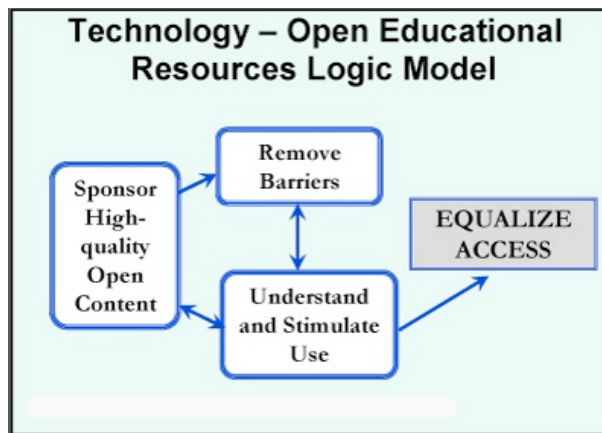 Technology – Open Educational
Resources Logic Model
Remove
Barriers
Sponsor
High-
quality
Open
Content
EQUALIZE
ACCESS
Understand
and Stimulate
Use